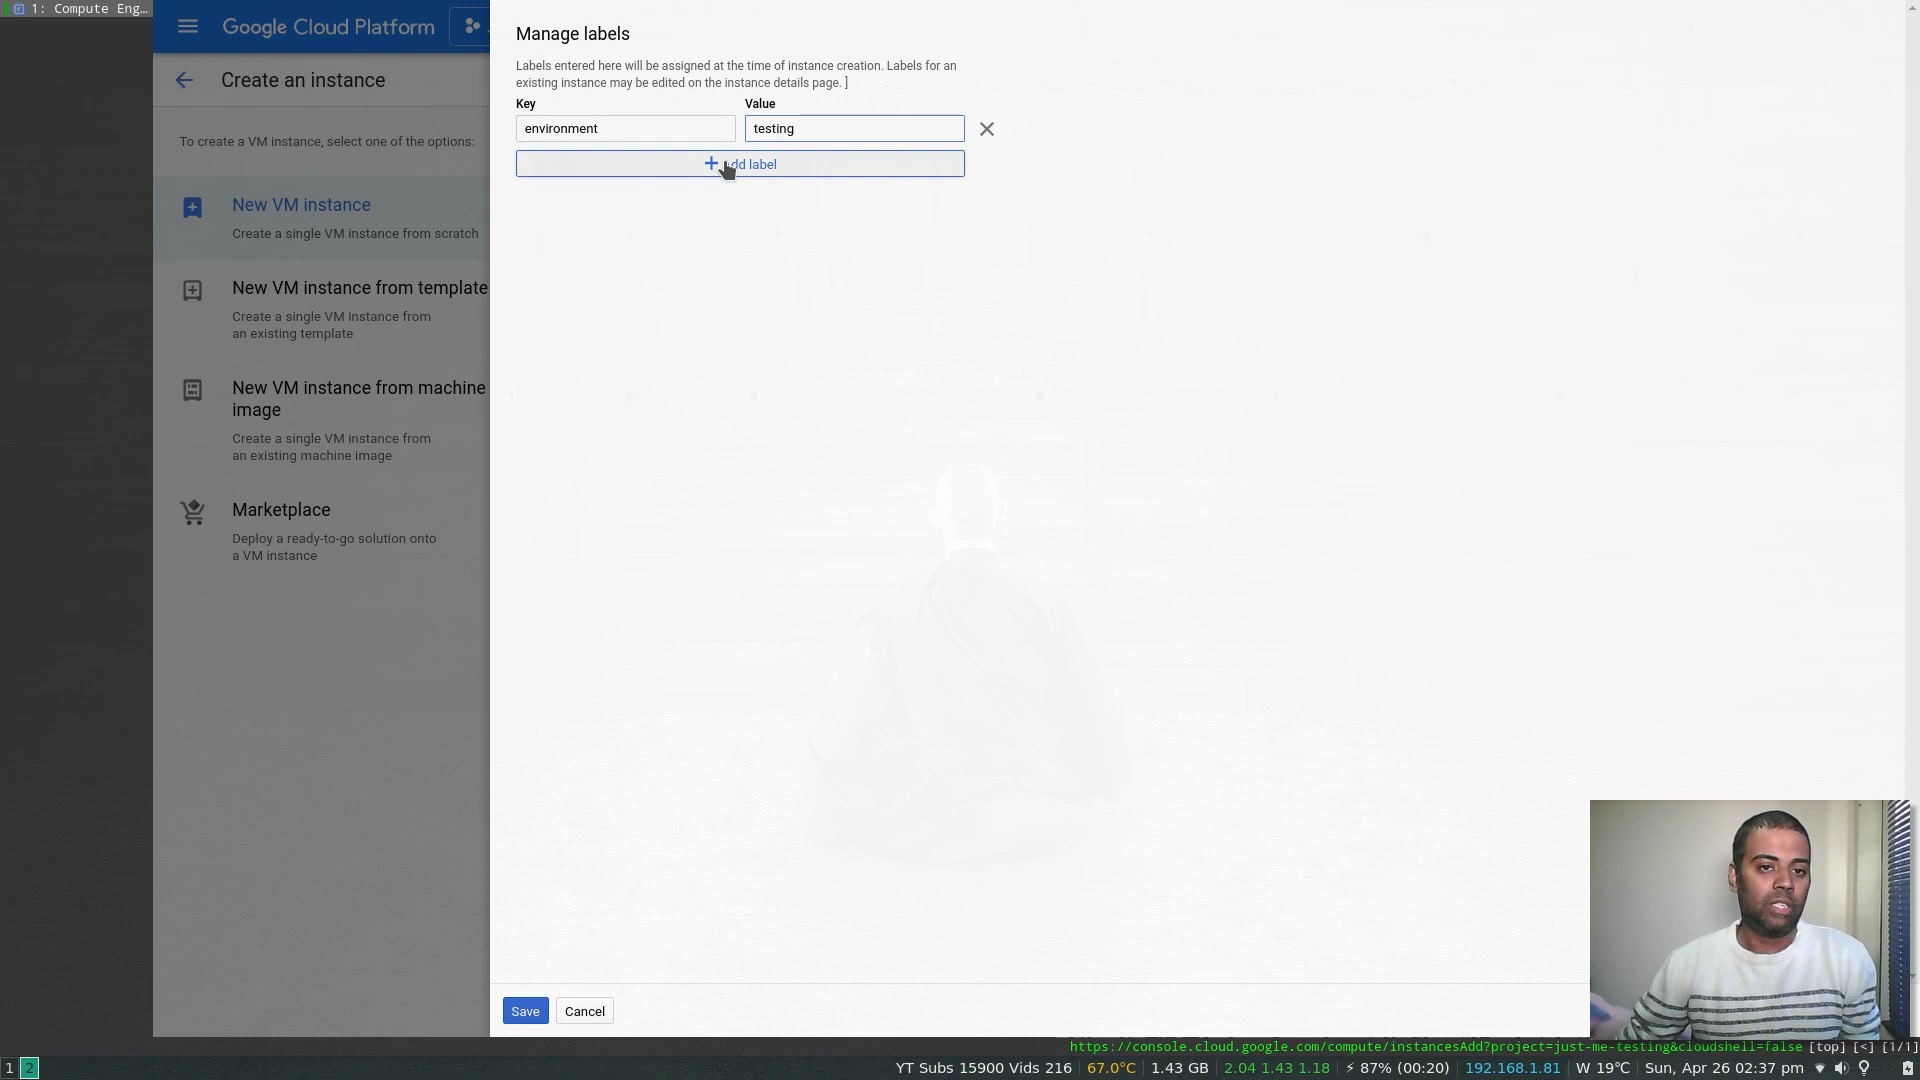 1: Compute Eng…
Google Cloud Platform
Create an instance
To create a VM instance, select one of the options:
New VM instance
Create a single VM instance from scratch
New VM instance from template
Create a single VM instance from
an existing template
New VM instance from machine
image
Create a single VM instance from
an existing machine image
Marketplace
Deploy a ready-to-go solution onto
a VM instance
Manage labels
Labels entered here will be assigned at the time of instance creation. Labels for an
existing instance may be edited on the instance details page. ]
Key Value
environment testing
dd label
Save Cancel
https://console.cloud.google.com/compute/instancesAdd?project=just-me-testing&cloudshell=false [top] [<] [1/1]
1 2 YT Subs 15900 Vids 216 67.0°C 1.43 GB 2.04 1.43 1.18 ⚡ 87% (00:20) 192.168.1.81 W 19℃ Sun, Apr 26 02:37 pm